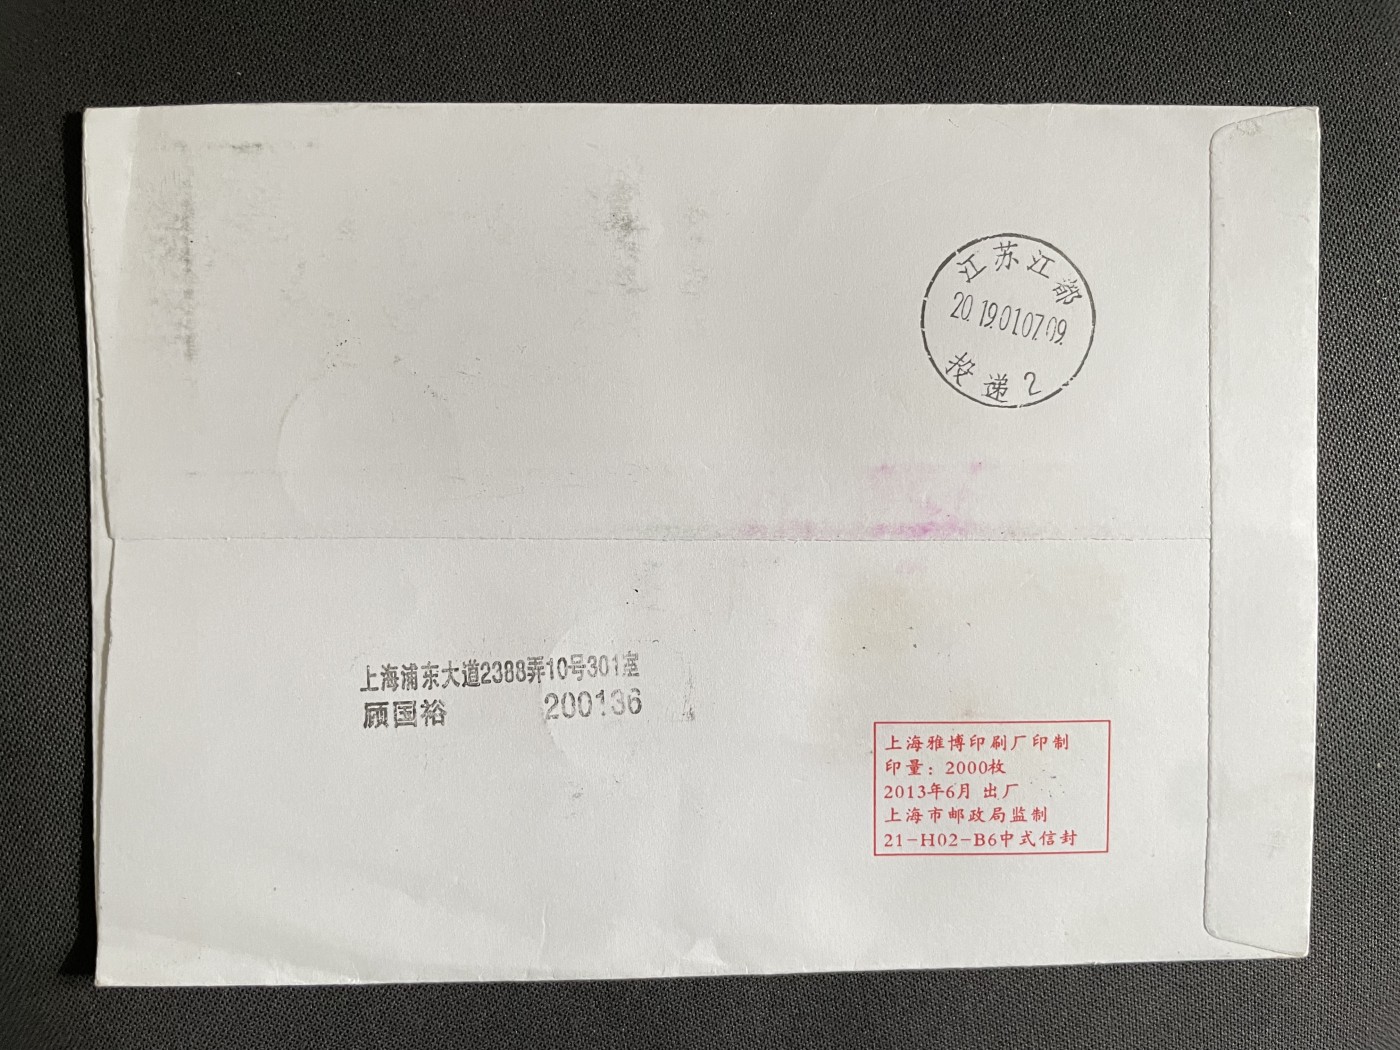 江苏江都
20.19.01.07.09.
投递2
上海浦东大道2388弄10号301室
顾国裕 200136
上海雅博印刷厂印制
印量：2000枚
2013年6月 出厂
上海市邮政局监制
21-H02-B6中式信封